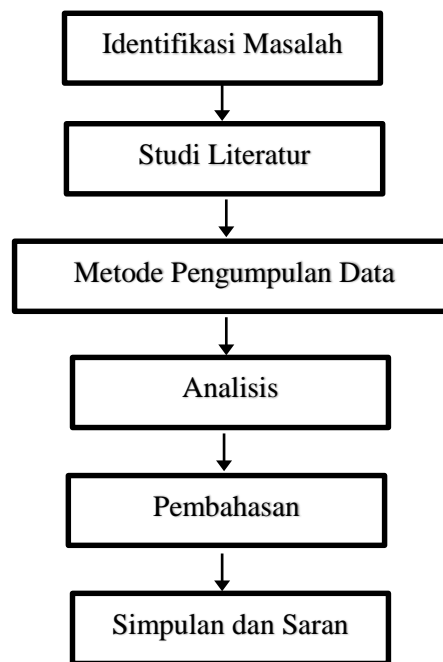 Identifikasi Masalah
Studi Literatur
Metode Pengumpulan Data
Analisis
Pembahasan
Simpulan dan Saran